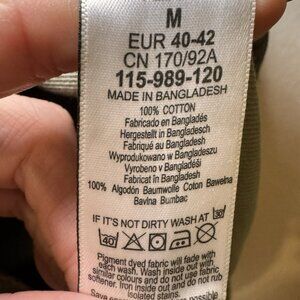 M
EUR 40-42
CN 170/92A
115-989-120
MADE IN BANGLADESH
100% COTTON
Fabricado en Bangladés
Hergestellt in Bangladesch
Fabriqué au Bangladesh
Wyprodukowano w Bangladeszu
Vyrobeno v Bangladéši
Fabricat în Bangladesh
100% Algodón Baumwolle Coton Bawełna
Bavlna Bumbac
IF IT'S NOT DIRTY WASH AT 30°
40°
Pigment dyed fabric will fade with
each wash. Wash inside out with
similar colours and do not use fabric
softener. Iron inside out and remove
isolated stains.